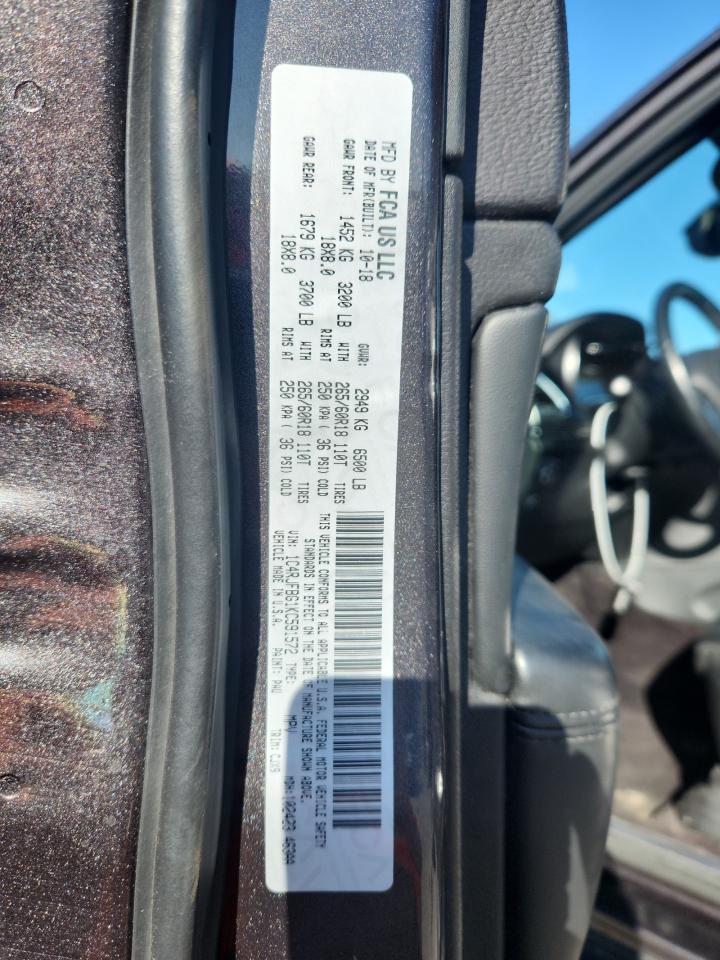 MFD BY FCA US LLC
DATE OF MFR(BUILT): 10-18 GVWR: 2949 KG 6500 LB
GAWR FRONT: 1452 KG 3200 LB WITH 265/60R18 110T TIRES
18X8.0 RIMS AT 250 KPA ( 36 PSI) COLD
GAWR REAR: 1679 KG 3700 LB WITH 265/60R18 110T TIRES
18X8.0 RIMS AT 250 KPA ( 36 PSI) COLD
THIS VEHICLE CONFORMS TO ALL APPLICABLE U.S.A. FEDERAL MOTOR VEHICLE SAFETY
STANDARDS IN EFFECT ON THE DATE OF MANUFACTURE SHOWN ABOVE.
VIN: 1C4RJFBG1KC591572 TYPE: MPV MDH: 102423 463AA
VEHICLE MADE IN U.S.A. PAINT: PAU TRIM: CJX9